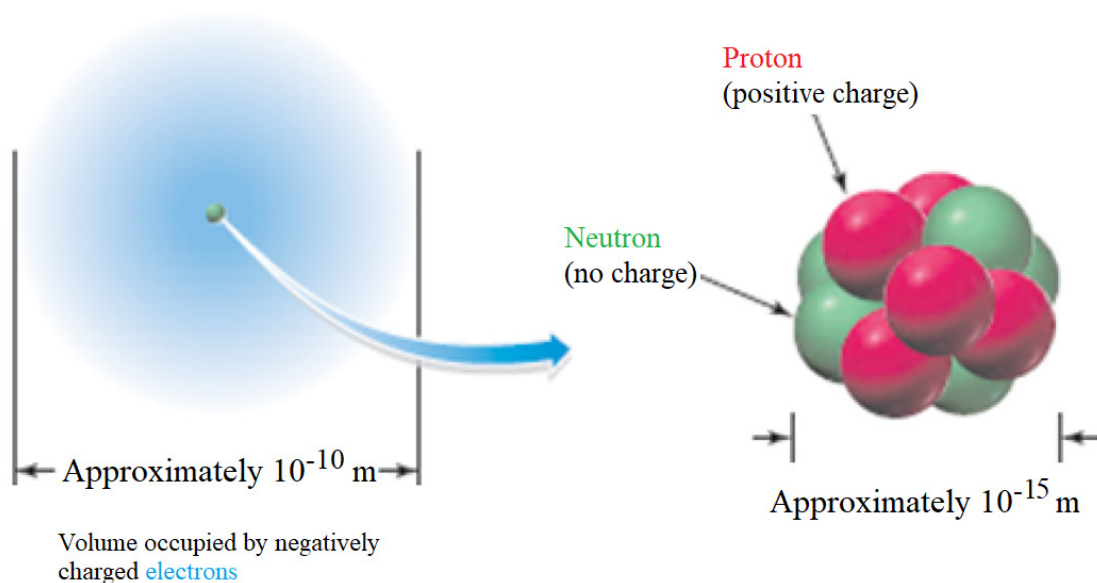 Proton
(positive charge)
Neutron
(no charge)
Approximately 10⁻¹⁰ m
Approximately 10⁻¹⁵ m
Volume occupied by negatively
charged electrons